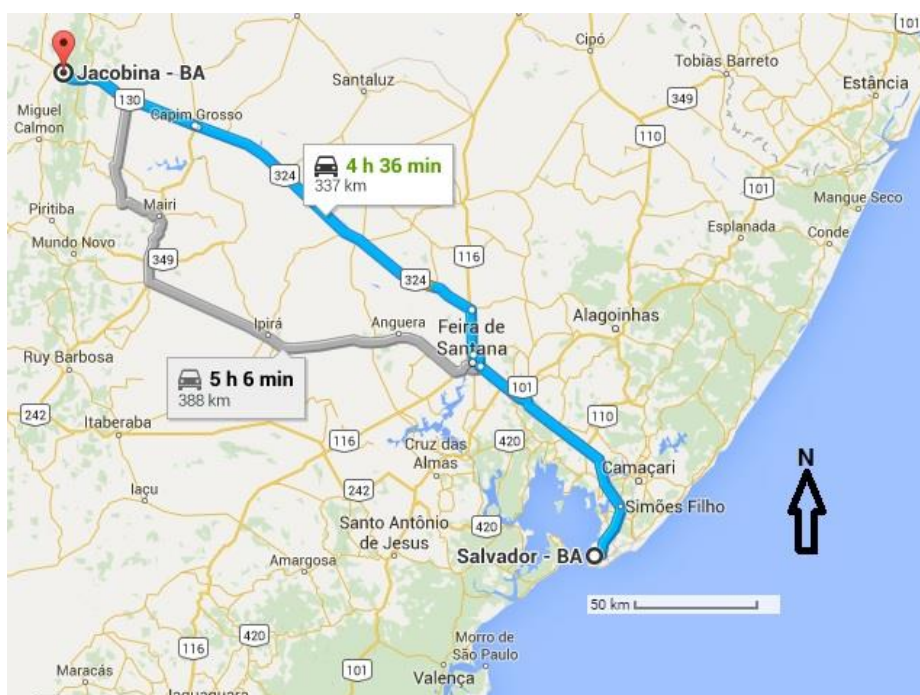 101
Cipó
Tobias Barreto
Jacobina - BA
Santaluz
Estância
130
349
Miguel
Calmon
Capim Grosso
110
4 h 36 min
337 km
324
101
Mangue Seco
Piritiba
Mairi
Esplanada
Conde
Mundo Novo
349
116
324
Alagoinhas
Ipirá
Anguera
Feira de
Santana
Ruy Barbosa
5 h 6 min
388 km
101
242
110
Itaberaba
116
420
Cruz das
Almas
Camaçari
N
Iaçu
242
Simões Filho
Santo Antônio
de Jesus
420
Salvador - BA
Amargosa
50 km
420
116
Morro de
São Paulo
Maracás
101
Valença
Jaguaquara